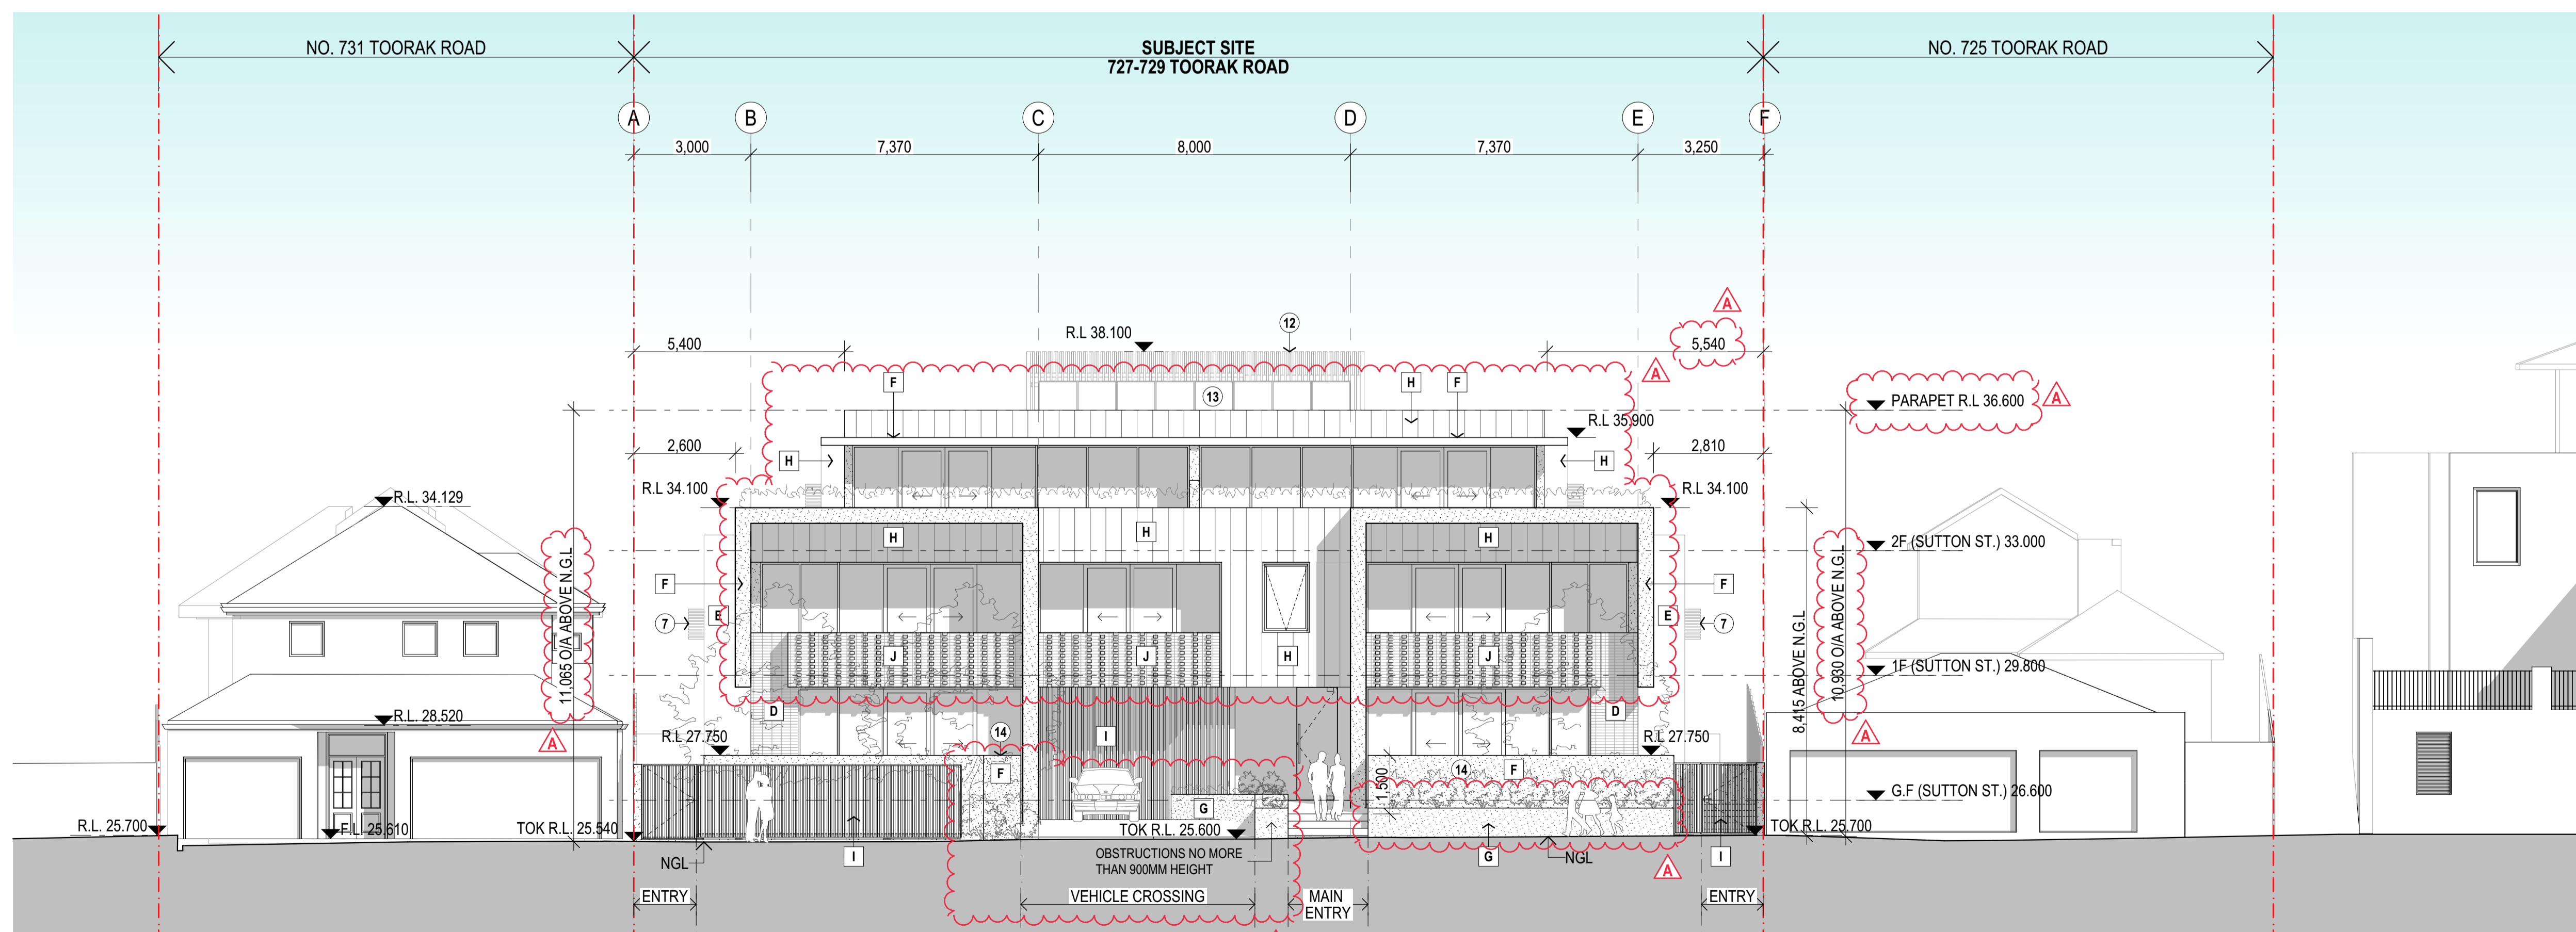 NO. 731 TOORAK ROAD
SUBJECT SITE
727-729 TOORAK ROAD
NO. 725 TOORAK ROAD
A
B
C
D
E
F
3,000
7,370
8,000
7,370
3,250
A
R.L 38.100
12
5,400
5,540
A
F
H
F
13
PARAPET R.L 36.600
A
R.L 35.900
2,600
2,810
H
H
R.L 34.100
R.L 34.100
R.L. 34.129
H
H
H
2F (SUTTON ST.) 33.000
11,065 O/A ABOVE N.G.L
F
F
E
E
7
7
8,415 ABOVE N.G.L
10,930 O/A ABOVE N.G.L
J
J
H
J
1F (SUTTON ST.) 29.800
D
D
R.L. 28.520
A
R.L 27.750
14
I
R.L 27.750
A
F
14
F
1,500
G
G.F (SUTTON ST.) 26.600
R.L. 25.700
F.L. 25.610
TOK R.L. 25.540
TOK R.L. 25.600
TOK R.L. 25.700
NGL
I
OBSTRUCTIONS NO MORE
THAN 900MM HEIGHT
G
NGL
A
I
ENTRY
VEHICLE CROSSING
MAIN
ENTRY
ENTRY